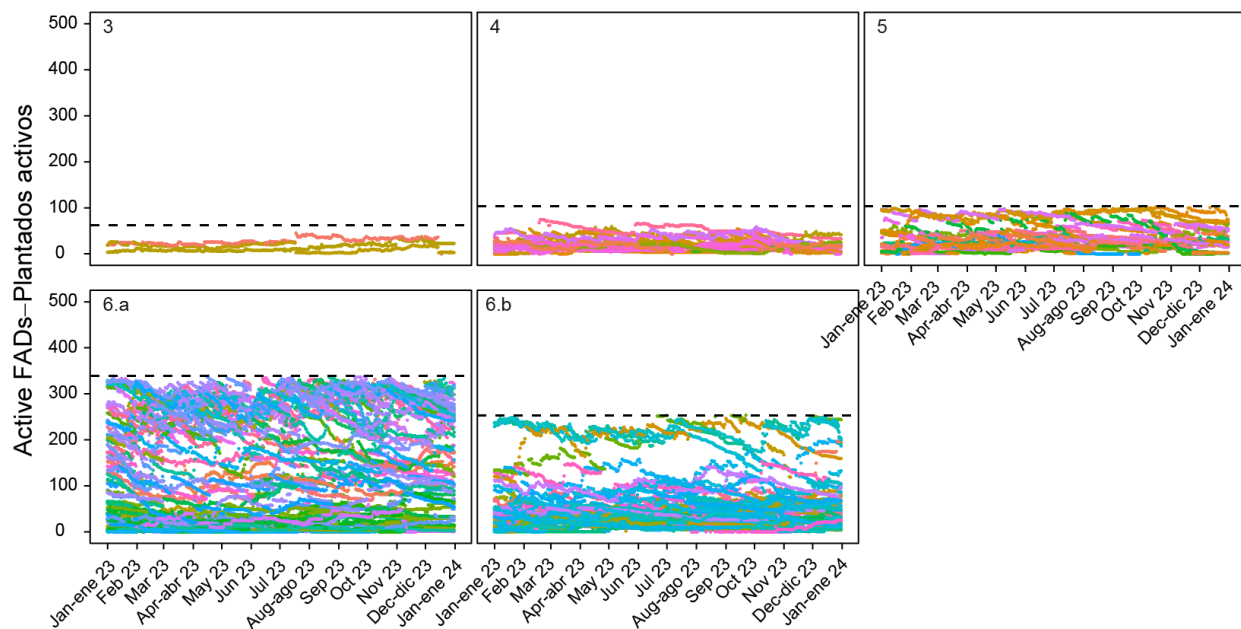 Active FADs−Plantados activos
3
4
5
500
400
300
200
100
0
Jan-ene 23
Feb 23
Mar 23
Apr-abr 23
May 23
Jun 23
Jul 23
Aug-ago 23
Sep 23
Oct 23
Nov 23
Dec-dic 23
Jan-ene 24
6.a
6.b
500
400
300
200
100
0
Jan-ene 23
Feb 23
Mar 23
Apr-abr 23
May 23
Jun 23
Jul 23
Aug-ago 23
Sep 23
Oct 23
Nov 23
Dec-dic 23
Jan-ene 24
Jan-ene 23
Feb 23
Mar 23
Apr-abr 23
May 23
Jun 23
Jul 23
Aug-ago 23
Sep 23
Oct 23
Nov 23
Dec-dic 23
Jan-ene 24